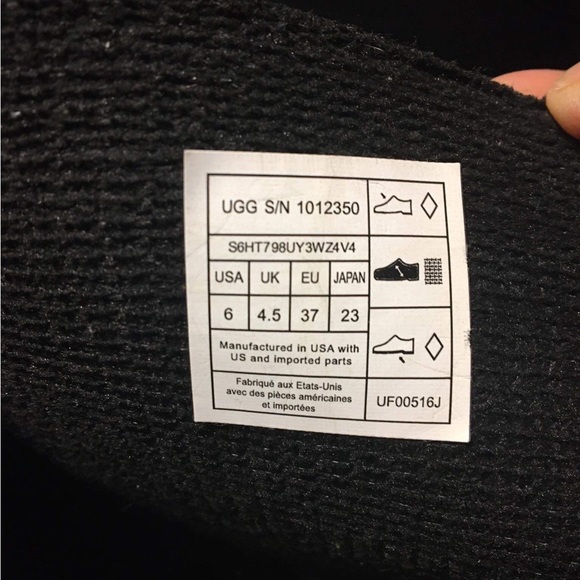 UGG S/N 1012350
S6HT798UY3WZ4V4
USA UK EU JAPAN
6 4.5 37 23
Manufactured in USA with
US and imported parts
Fabriqué aux Etats-Unis
avec des pièces américaines
et importées
UF00516J